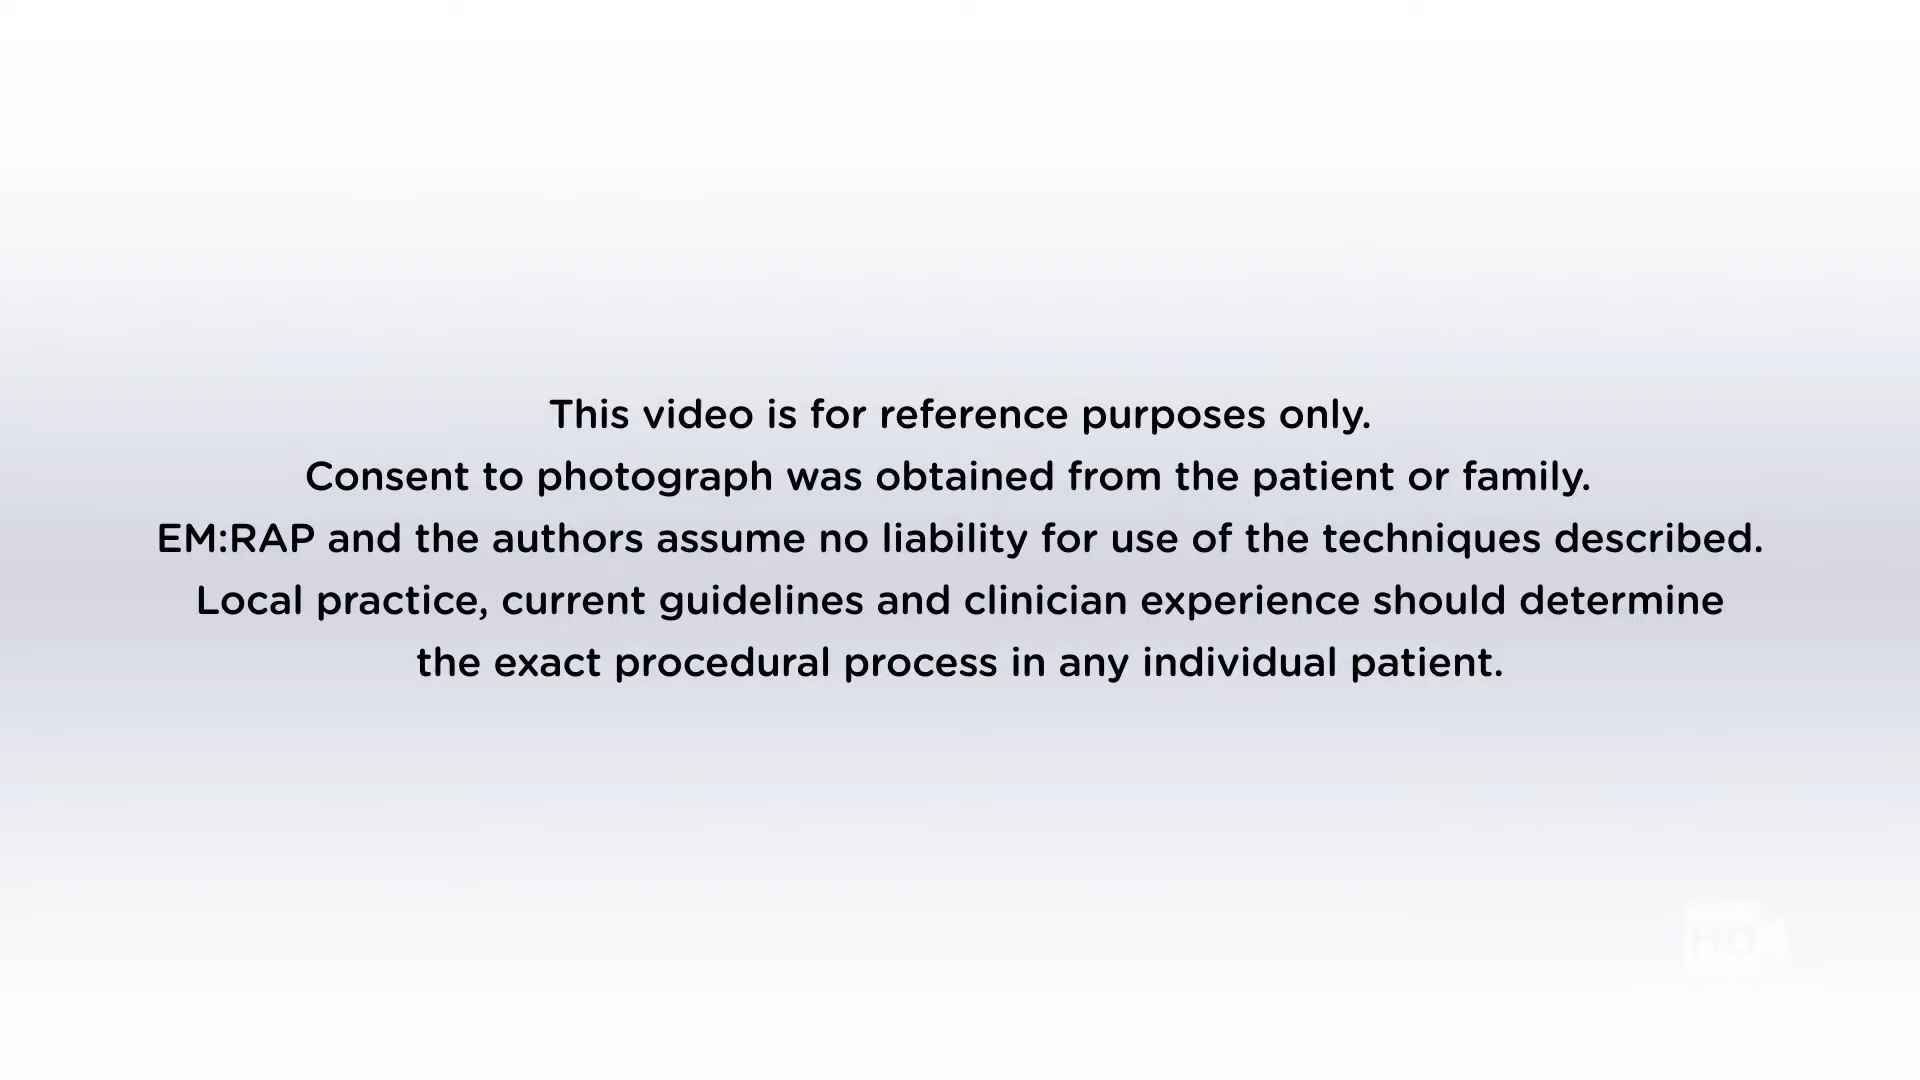 This video is for reference purposes only.
Consent to photograph was obtained from the patient or family.
EM:RAP and the authors assume no liability for use of the techniques described.
Local practice, current guidelines and clinician experience should determine
the exact procedural process in any individual patient.